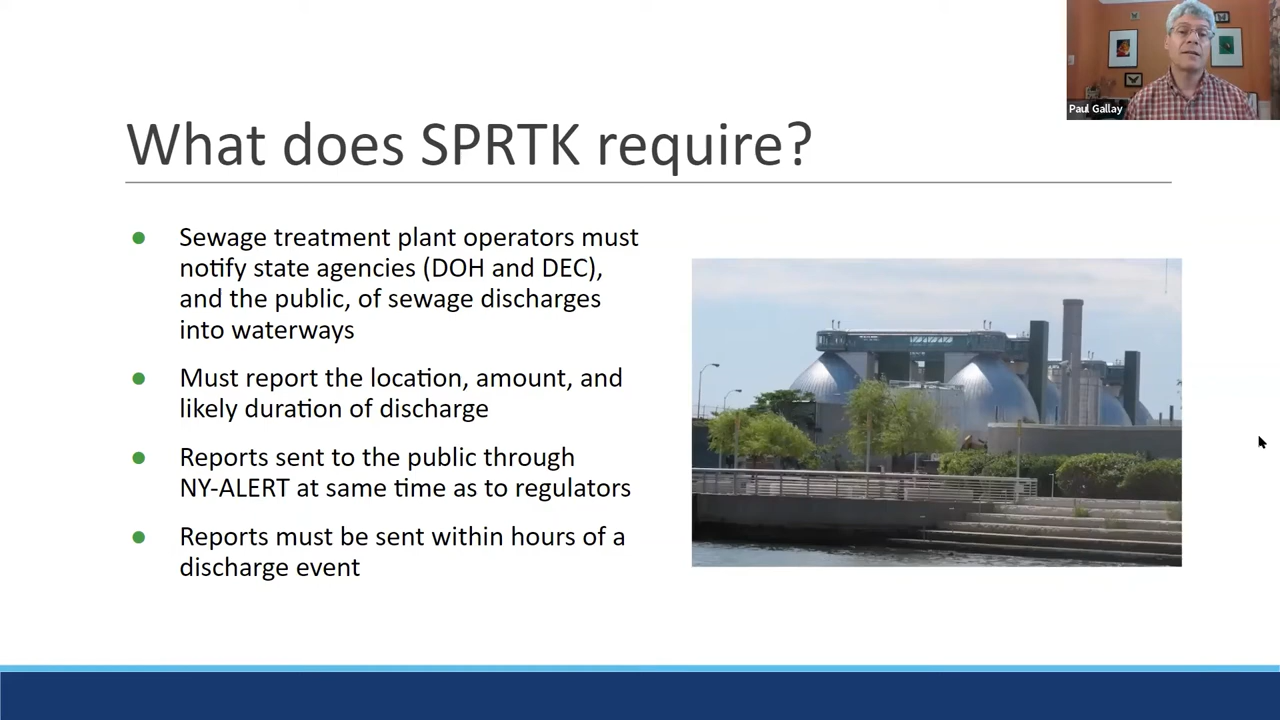 Paul Gallay
What does SPRTK require?
● Sewage treatment plant operators must
notify state agencies (DOH and DEC),
and the public, of sewage discharges
into waterways
● Must report the location, amount, and
likely duration of discharge
● Reports sent to the public through
NY-ALERT at same time as to regulators
● Reports must be sent within hours of a
discharge event